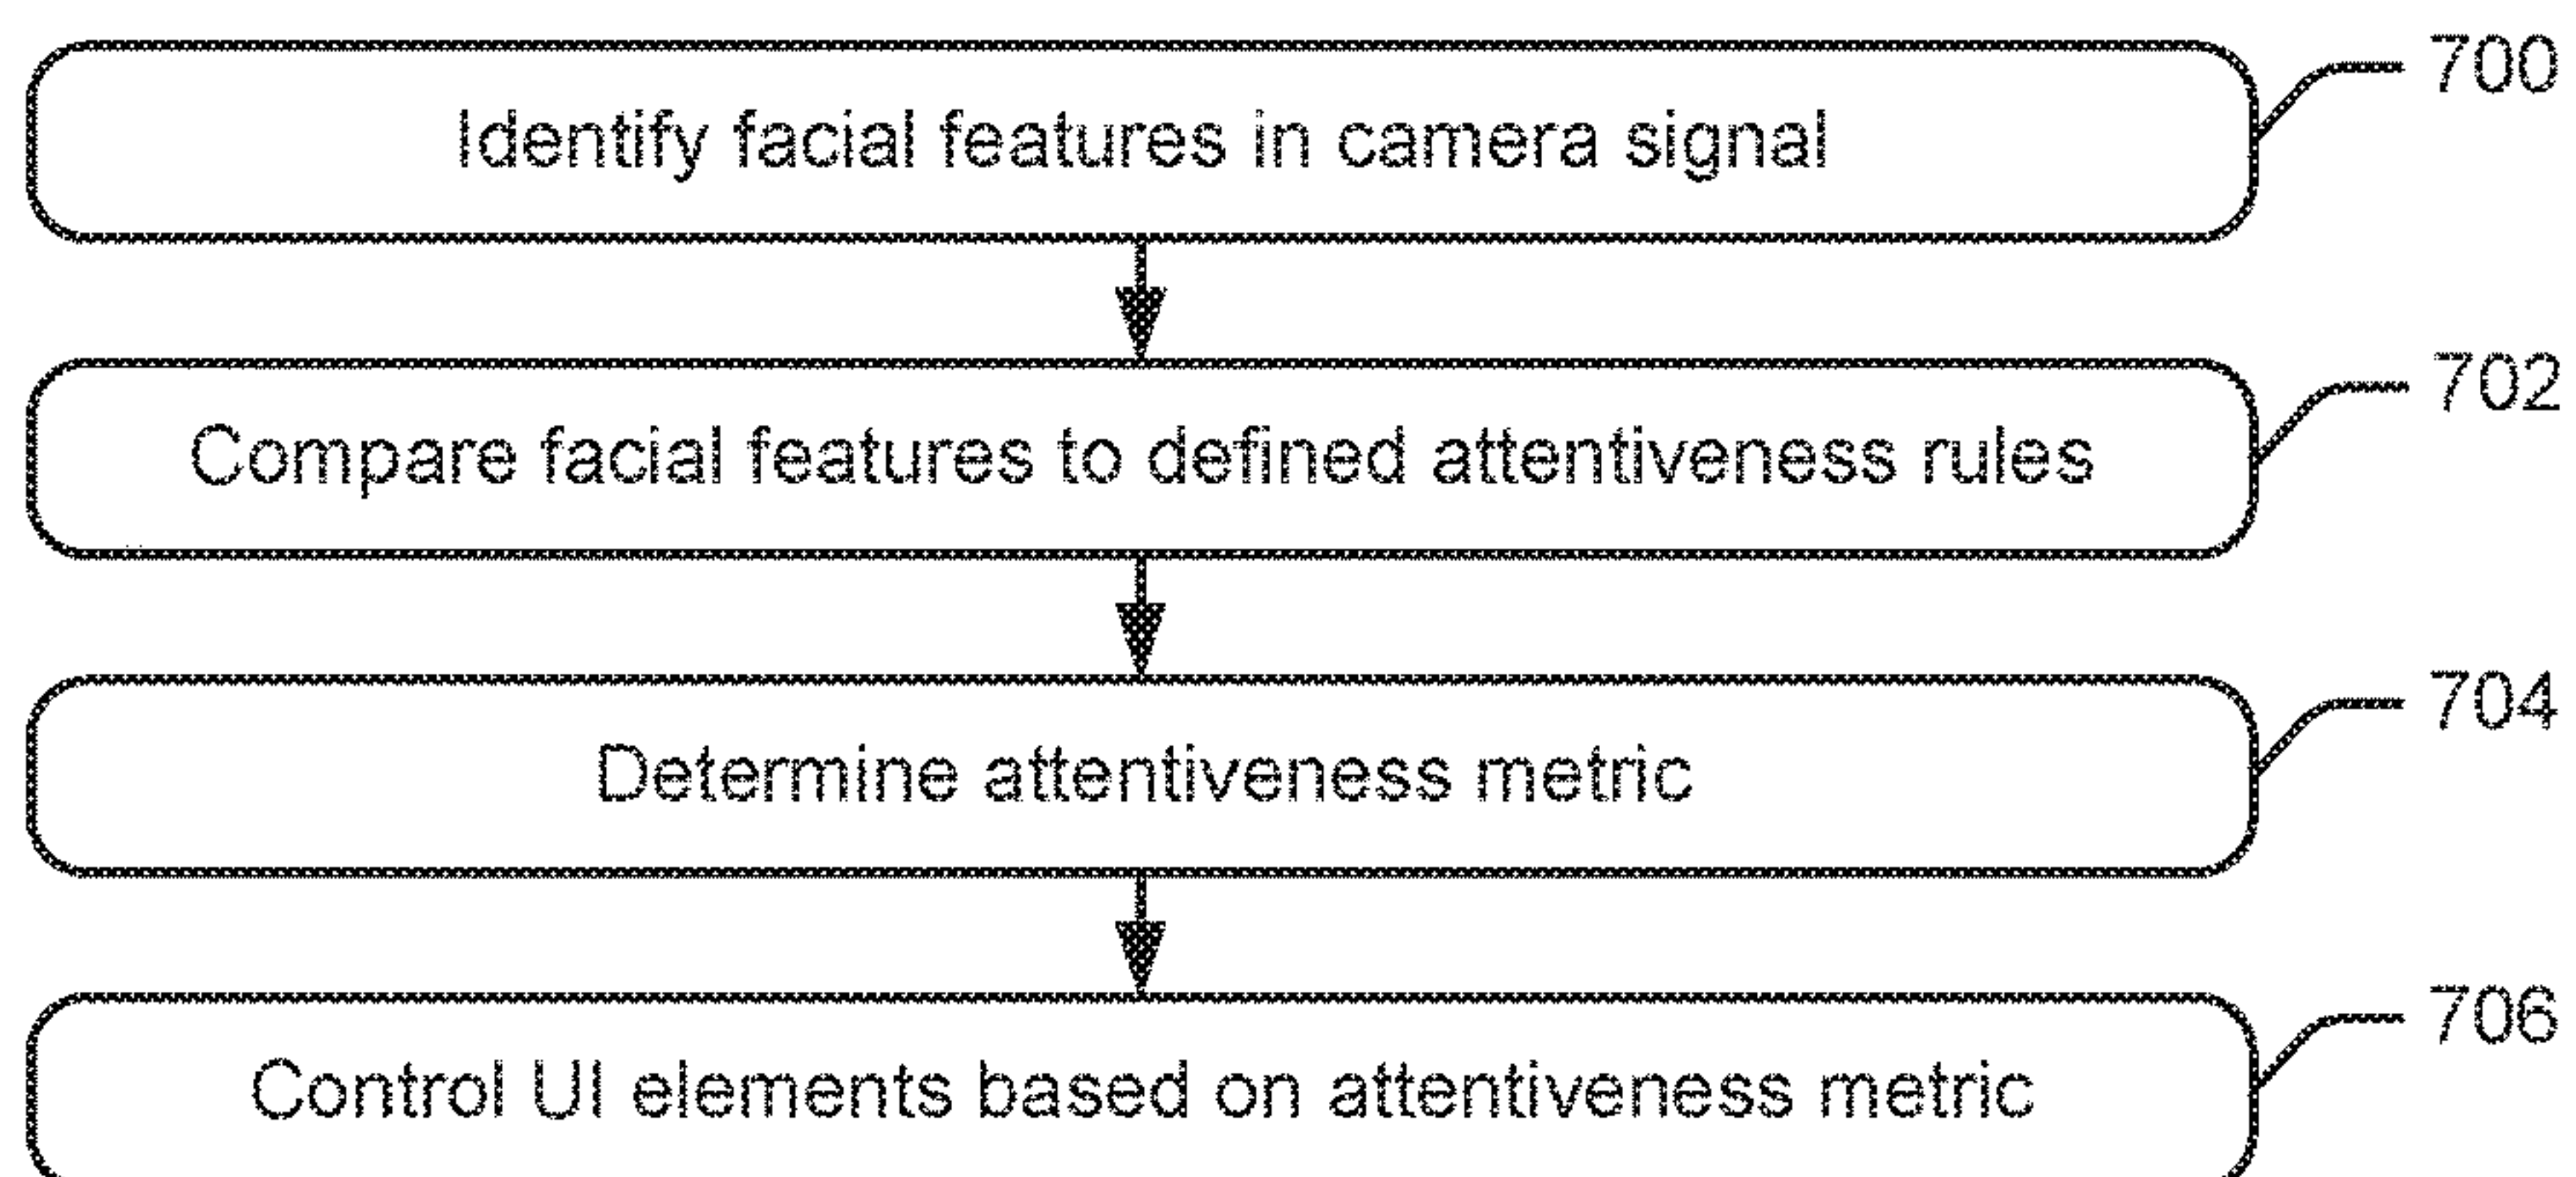 Identify facial features in camera signal
700
Compare facial features to defined attentiveness rules
702
Determine attentiveness metric
704
Control UI elements based on attentiveness metric
706